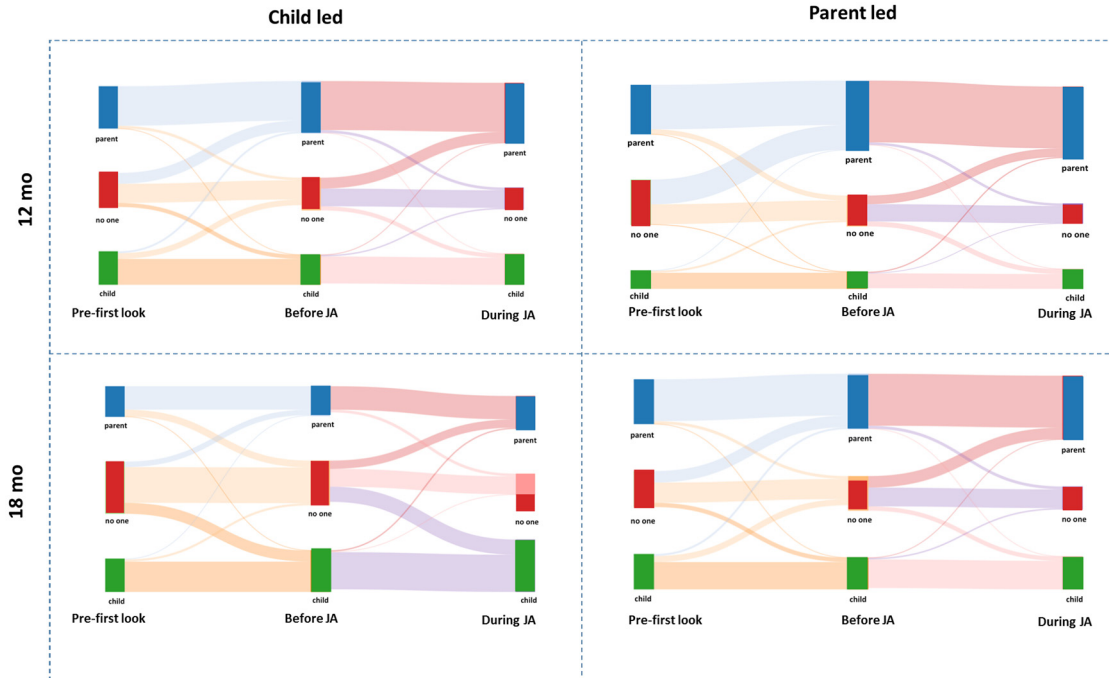 Child led
Parent led
12 mo
parent
no one
child
Pre-first look
parent
no one
child
Before JA
parent
no one
child
During JA
parent
no one
child
Pre-first look
parent
no one
child
Before JA
parent
no one
child
During JA
18 mo
parent
no one
child
Pre-first look
parent
no one
child
Before JA
parent
no one
child
During JA
parent
no one
child
Pre-first look
parent
no one
child
Before JA
parent
no one
child
During JA